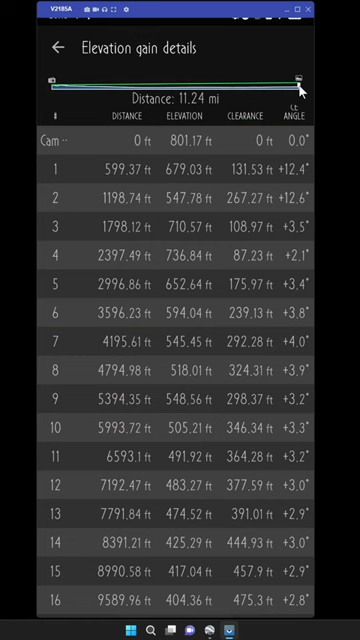 V2185A
Elevation gain details
Distance: 11.24 mi
# DISTANCE ELEVATION CLEARANCE ANGLE
Cam ·· 0 ft 801.17 ft 0 ft 0.0°
1 599.37 ft 679.03 ft 131.53 ft +12.4°
2 1198.74 ft 547.78 ft 267.27 ft +12.6°
3 1798.12 ft 710.57 ft 108.97 ft +3.5°
4 2397.49 ft 736.84 ft 87.23 ft +2.1°
5 2996.86 ft 652.64 ft 175.97 ft +3.4°
6 3596.23 ft 594.04 ft 239.13 ft +3.8°
7 4195.61 ft 545.45 ft 292.28 ft +4.0°
8 4794.98 ft 518.01 ft 324.31 ft +3.9°
9 5394.35 ft 548.56 ft 298.37 ft +3.2°
10 5993.72 ft 505.21 ft 346.34 ft +3.3°
11 6593.1 ft 491.92 ft 364.28 ft +3.2°
12 7192.47 ft 483.27 ft 377.59 ft +3.0°
13 7791.84 ft 474.52 ft 391.01 ft +2.9°
14 8391.21 ft 425.29 ft 444.93 ft +3.0°
15 8990.58 ft 417.04 ft 457.9 ft +2.9°
16 9589.96 ft 404.36 ft 475.3 ft +2.8°